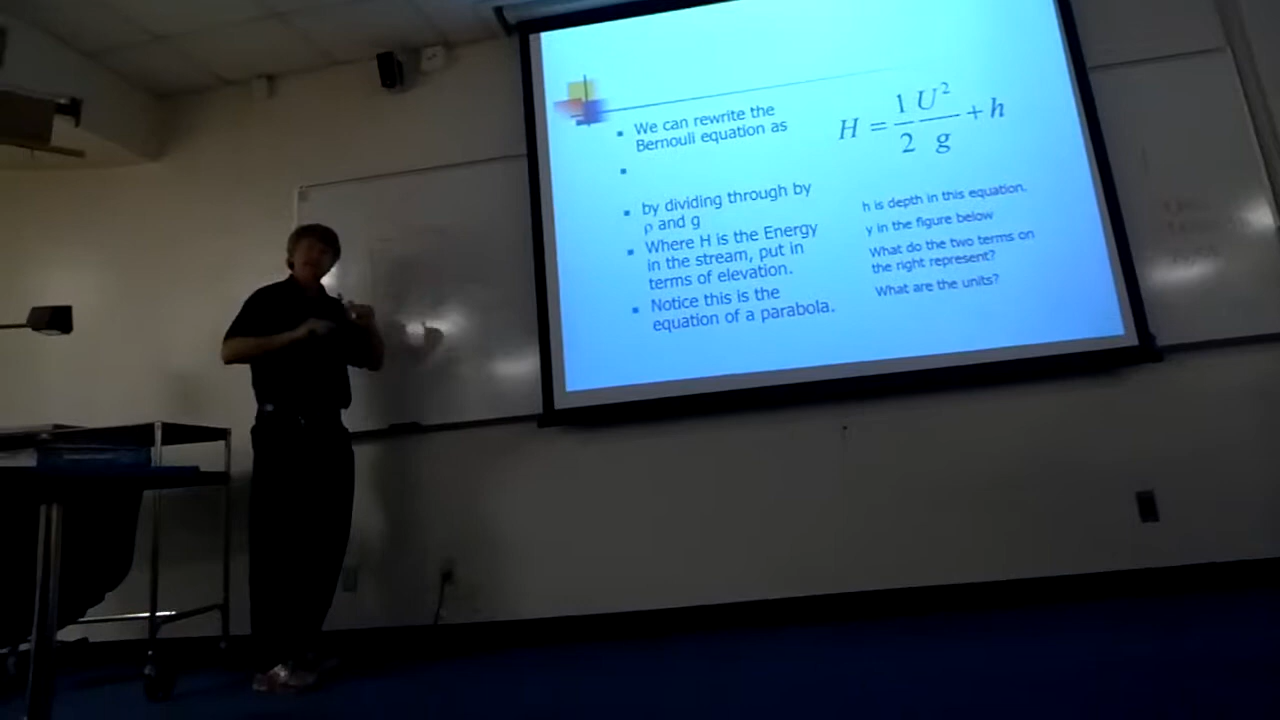 We can rewrite the
Bernouli equation as
H = 1/2 U²/g + h
by dividing through by
ρ and g
Where H is the Energy
in the stream, put in
terms of elevation.
Notice this is the
equation of a parabola.
h is depth in this equation.
y in the figure below
What do the two terms on
the right represent?
What are the units?